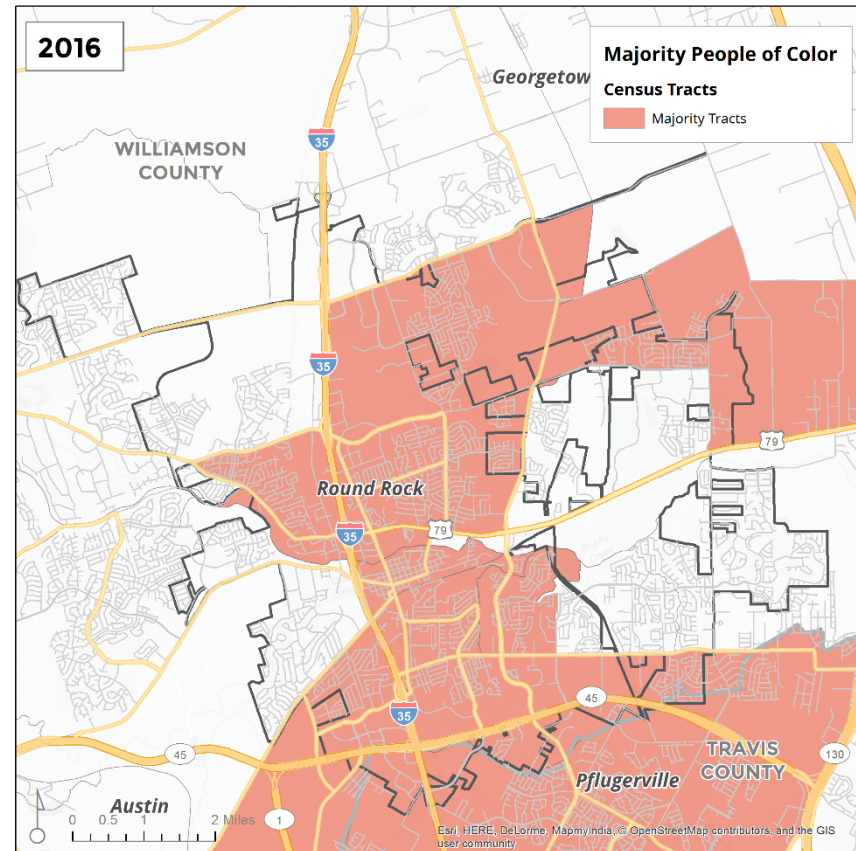 2016
Majority People of Color
Census Tracts
Majority Tracts
Georgetow
35
WILLIAMSON
COUNTY
35
79
Round Rock
79
35
45
35
45
TRAVIS
COUNTY
130
Pflugerville
Austin
1
0 0.5 1 2 Miles
Esri, HERE, DeLorme, MapmyIndia, © OpenStreetMap contributors, and the GIS
user community